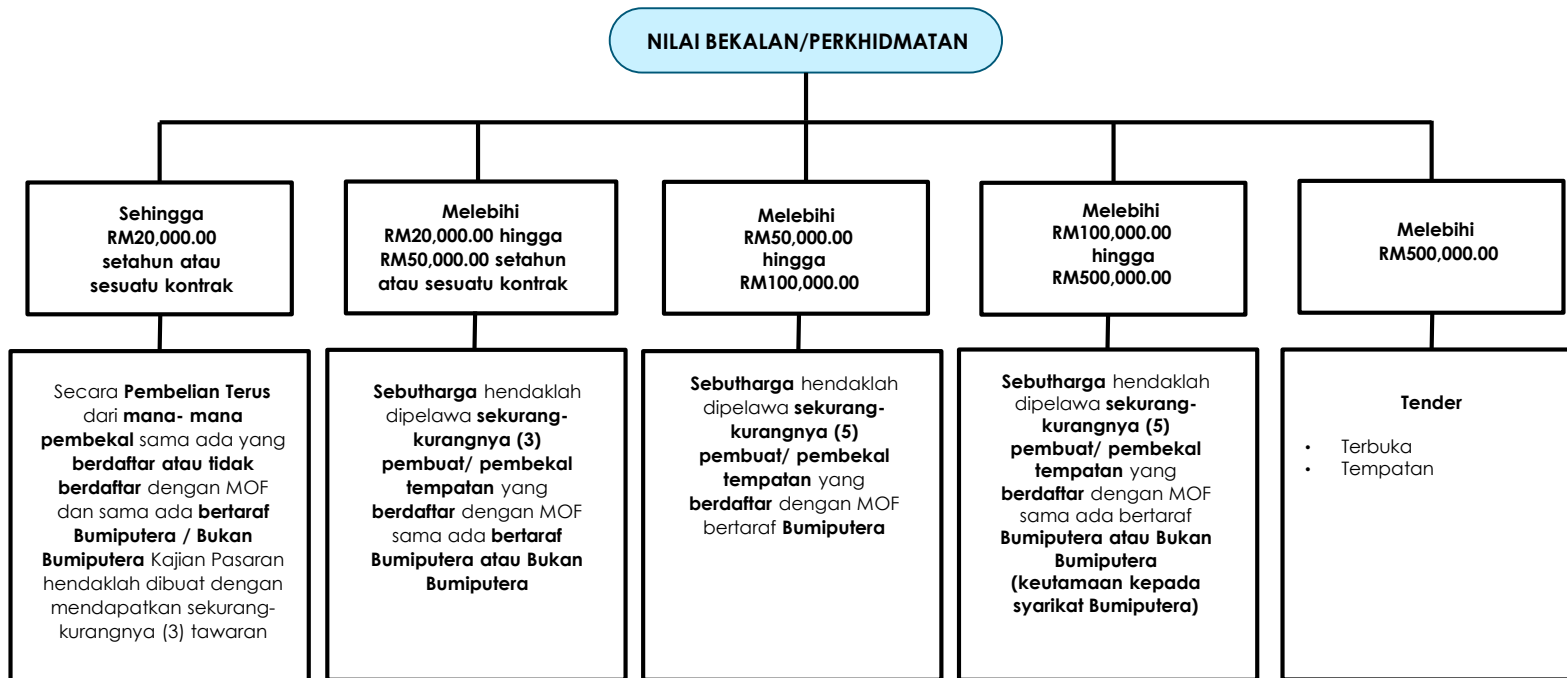 NILAI BEKALAN/PERKHIDMATAN
Sehingga
RM20,000.00
setahun atau
sesuatu kontrak
Melebihi
RM20,000.00 hingga
RM50,000.00 setahun
atau sesuatu kontrak
Melebihi
RM50,000.00
hingga
RM100,000.00
Melebihi
RM100,000.00
hingga
RM500,000.00
Melebihi
RM500,000.00
Secara Pembelian Terus
dari mana- mana
pembekal sama ada yang
berdaftar atau tidak
berdaftar dengan MOF
dan sama ada bertaraf
Bumiputera / Bukan
Bumiputera Kajian Pasaran
hendaklah dibuat dengan
mendapatkan sekurang-
kurangnya (3) tawaran
Sebutharga hendaklah
dipelawa sekurang-
kurangnya (3)
pembuat/ pembekal
tempatan yang
berdaftar dengan MOF
sama ada bertaraf
Bumiputera atau Bukan
Bumiputera
Sebutharga hendaklah
dipelawa sekurang-
kurangnya (5)
pembuat/ pembekal
tempatan yang
berdaftar dengan MOF
bertaraf Bumiputera
Sebutharga hendaklah
dipelawa sekurang-
kurangnya (5)
pembuat/ pembekal
tempatan yang
berdaftar dengan MOF
sama ada bertaraf
Bumiputera atau Bukan
Bumiputera
(keutamaan kepada
syarikat Bumiputera)
Tender
• Terbuka
• Tempatan